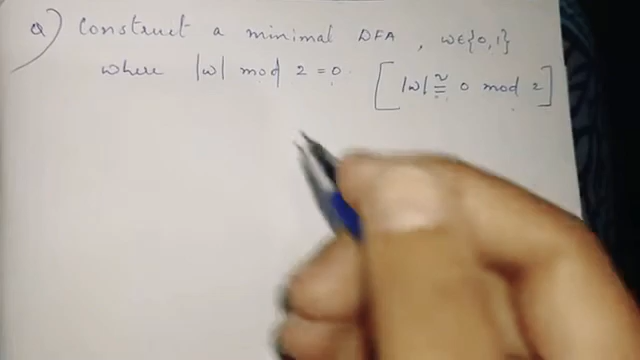 Q) Construct a minimal DFA, w∈{0,1}
where |w| mod 2 = 0. [|w| ≅ 0 mod 2]